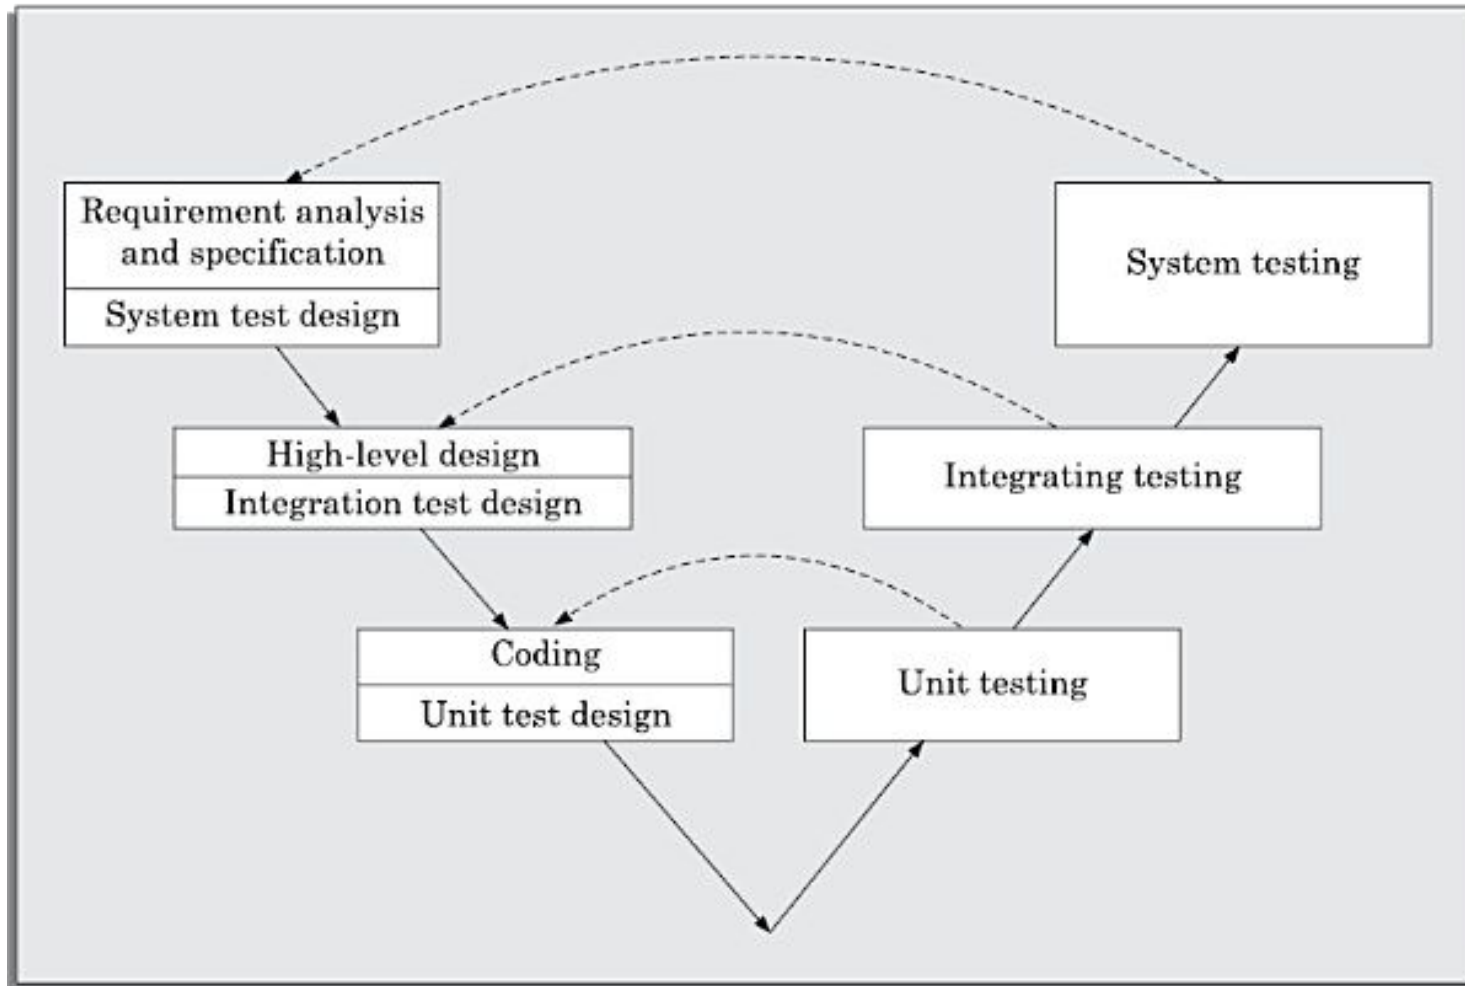 Requirement analysis
and specification
System test design
System testing
High-level design
Integration test design
Integrating testing
Coding
Unit test design
Unit testing